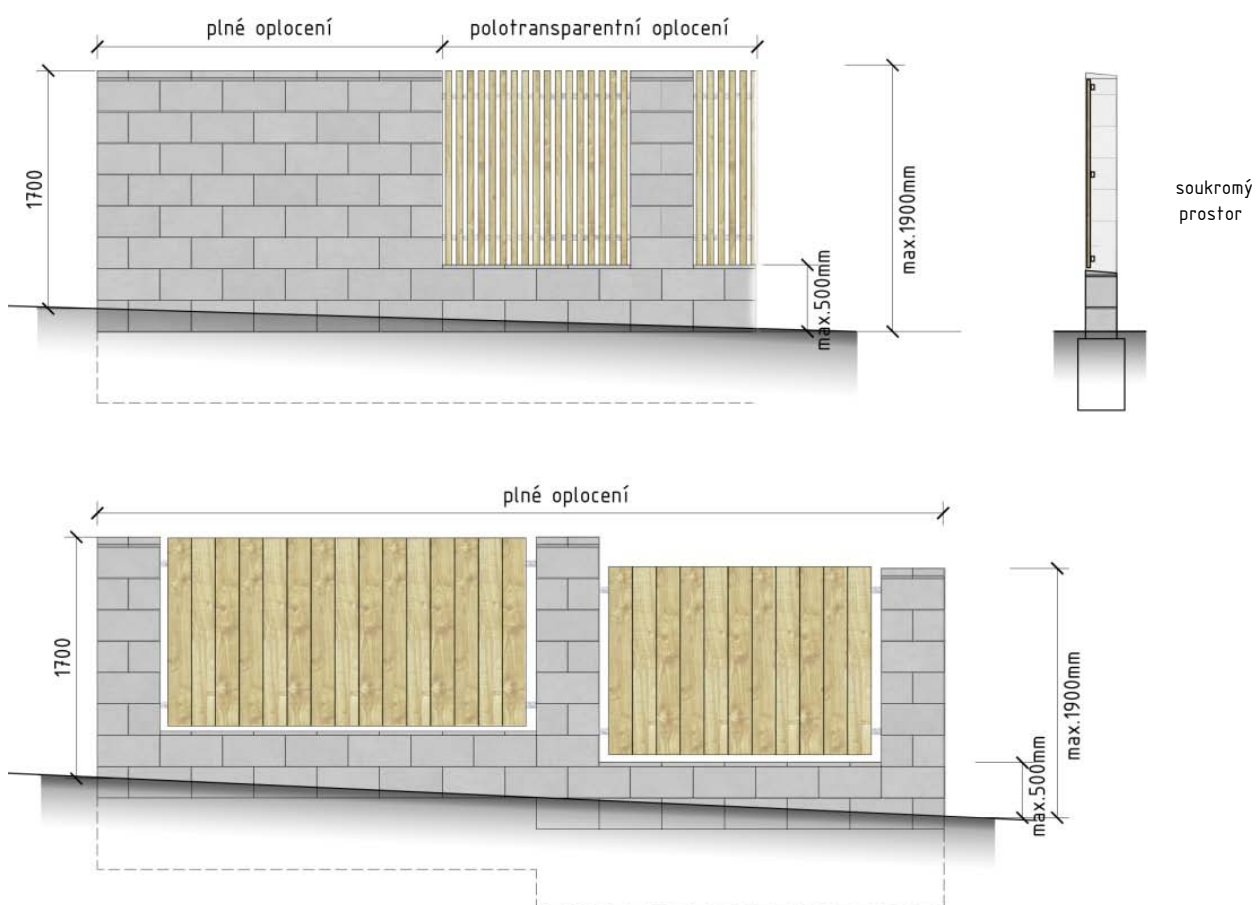 plné oplocení
polotransparentní oplocení
1700
max.500mm
max.1900mm
soukromý
prostor
plné oplocení
1700
max.500mm
max.1900mm